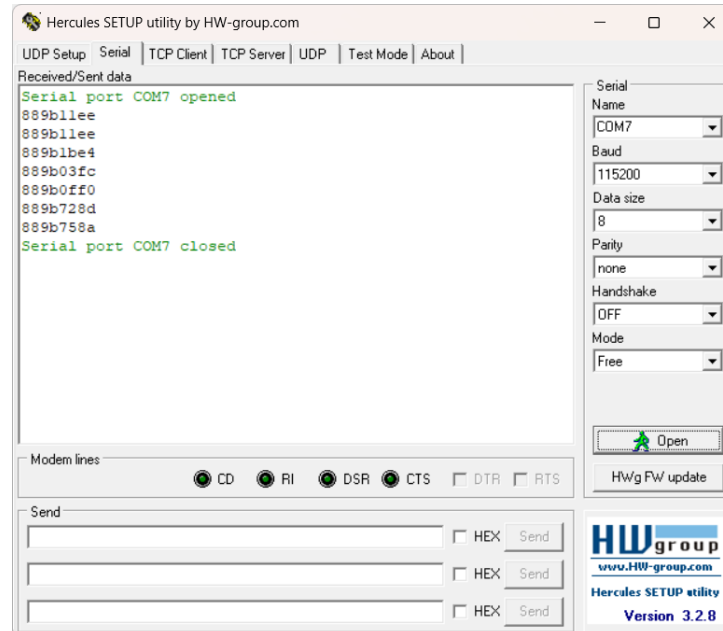 Hercules SETUP utility by HW-group.com
UDP Setup Serial TCP Client TCP Server UDP Test Mode About
Received/Sent data
Serial port COM7 opened
889b11ee
889b11ee
889b1be4
889b03fc
889b0ff0
889b728d
889b758a
Serial port COM7 closed
Modem lines
CD RI DSR CTS DTR RTS
Send
HEX Send
HEX Send
HEX Send
Serial
Name
COM7
Baud
115200
Data size
8
Parity
none
Handshake
OFF
Mode
Free
Open
HWg FW update
HW group
www.HW-group.com
Hercules SETUP utility
Version 3.2.8